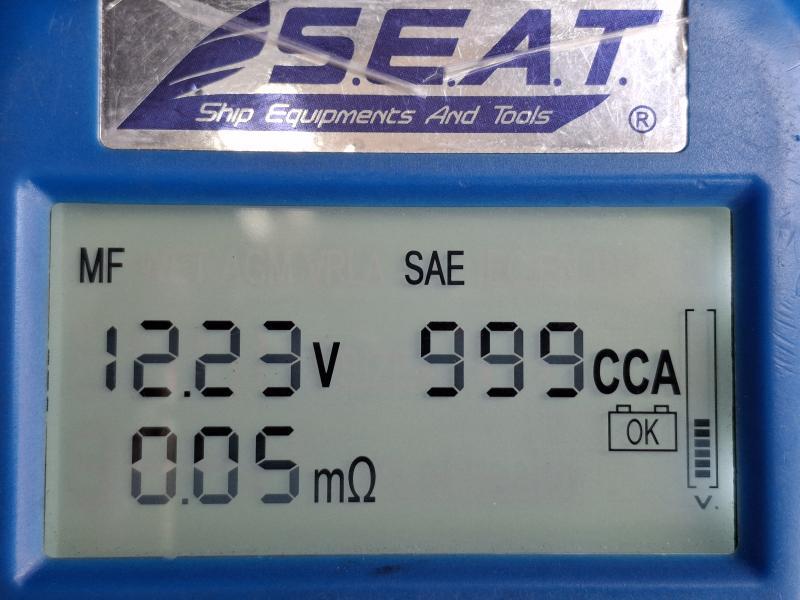 S.E.A.T.
Ship Equipments And Tools ®
MF SAE
12.23 V 999 CCA
OK
0.05 mΩ
V.